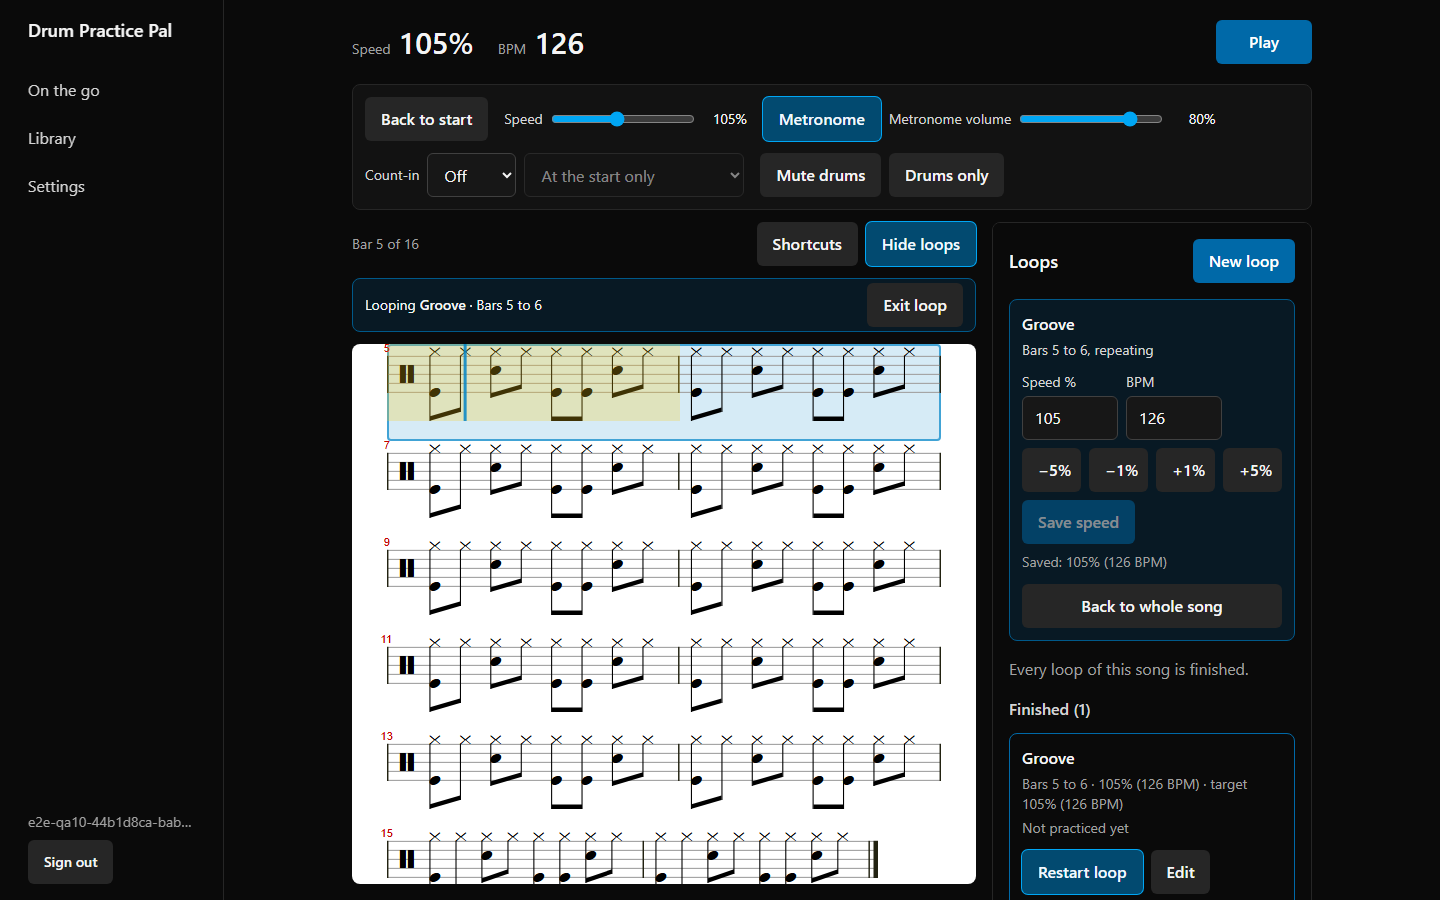 Drum Practice Pal
On the go
Library
Settings
e2e-qa10-44b1d8ca-bab...
Sign out
Speed 105% BPM 126
Play
Back to start Speed 105% Metronome Metronome volume 80%
Count-in Off At the start only Mute drums Drums only
Bar 5 of 16 Shortcuts Hide loops
Looping Groove · Bars 5 to 6 Exit loop
5
7
9
11
13
15
Loops New loop
Groove
Bars 5 to 6, repeating
Speed % BPM
105 126
−5% −1% +1% +5%
Save speed
Saved: 105% (126 BPM)
Back to whole song
Every loop of this song is finished.
Finished (1)
Groove
Bars 5 to 6 · 105% (126 BPM) · target
105% (126 BPM)
Not practiced yet
Restart loop Edit